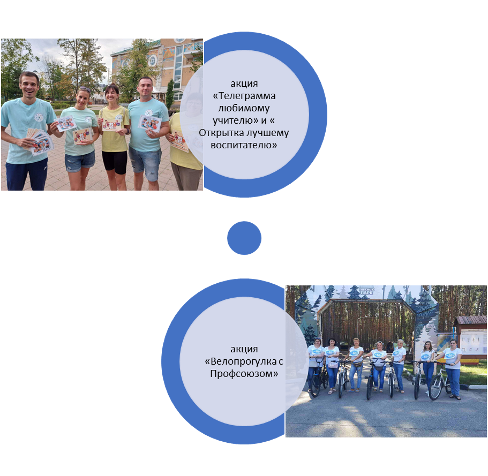 акция
«Телеграмма
любимому
учителю» и «
Открытка лучшему
воспитателю»
акция
«Велопрогулка с
Профсоюзом»